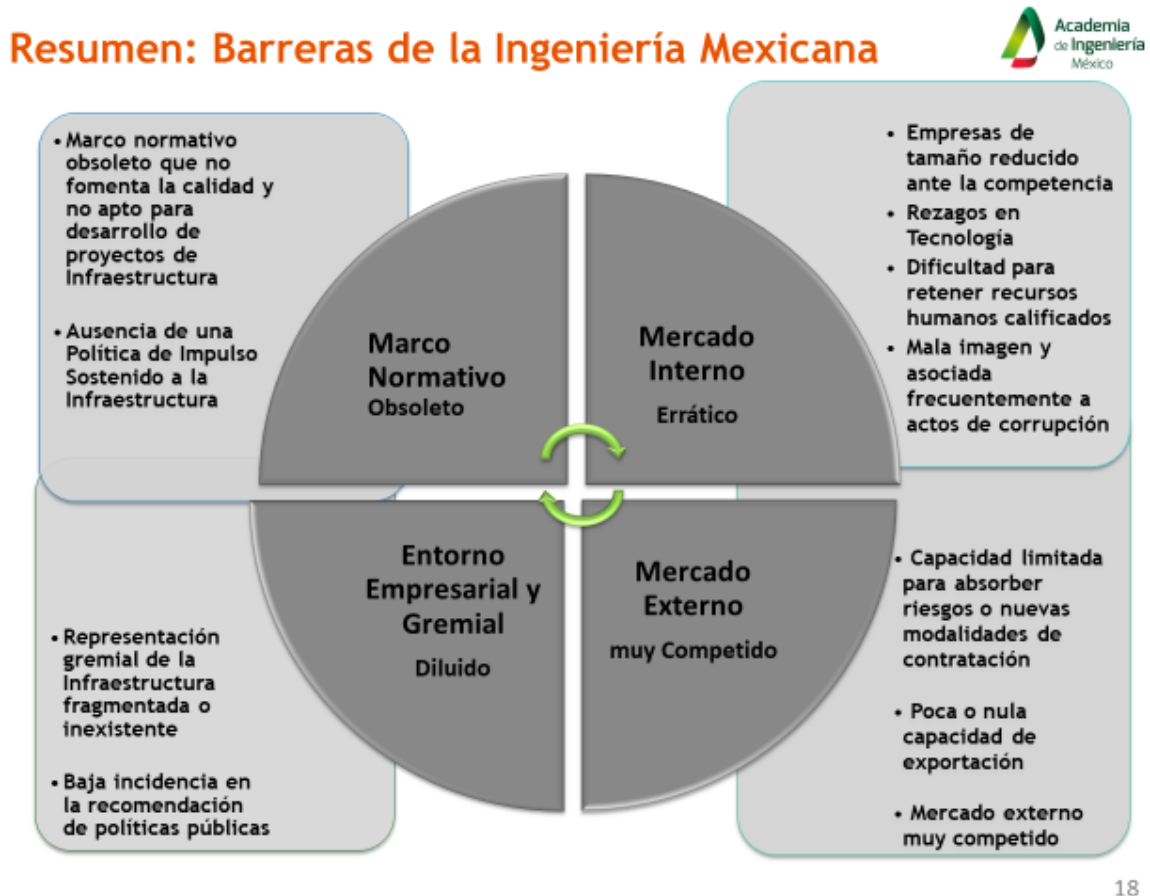 Resumen: Barreras de la Ingeniería Mexicana
Academia
de Ingeniería
México
• Marco normativo
obsoleto que no
fomenta la calidad y
no apto para
desarrollo de
proyectos de
Infraestructura
• Ausencia de una
Política de Impulso
Sostenido a la
Infraestructura
• Empresas de
tamaño reducido
ante la competencia
• Rezagos en
Tecnología
• Dificultad para
retener recursos
humanos calificados
• Mala imagen y
asociada
frecuentemente a
actos de corrupción
Marco
Normativo
Obsoleto
Mercado
Interno
Errático
Entorno
Empresarial y
Gremial
Diluido
Mercado
Externo
muy Competido
• Representación
gremial de la
Infraestructura
fragmentada o
inexistente
• Baja incidencia en
la recomendación
de políticas públicas
• Capacidad limitada
para absorber
riesgos o nuevas
modalidades de
contratación
• Poca o nula
capacidad de
exportación
• Mercado externo
muy competido
18